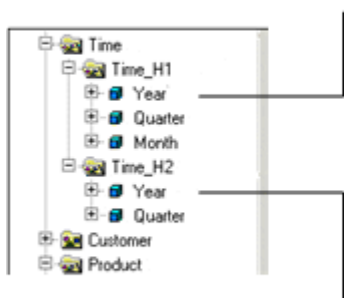 Time
Time_H1
Year
Quarter
Month
Time_H2
Year
Quarter
Customer
Product